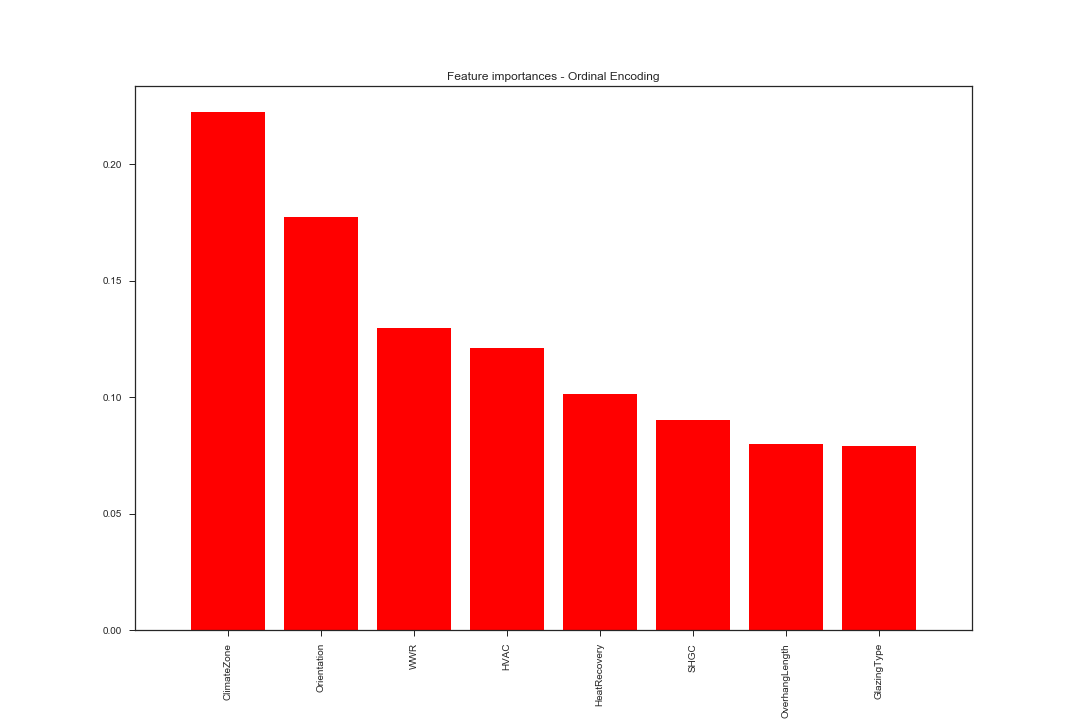 Feature importances - Ordinal Encoding
0.20
0.15
0.10
0.05
0.00
ClimateZone
Orientation
WWR
HVAC
HeatRecovery
SHGC
OverhangLength
GlazingType